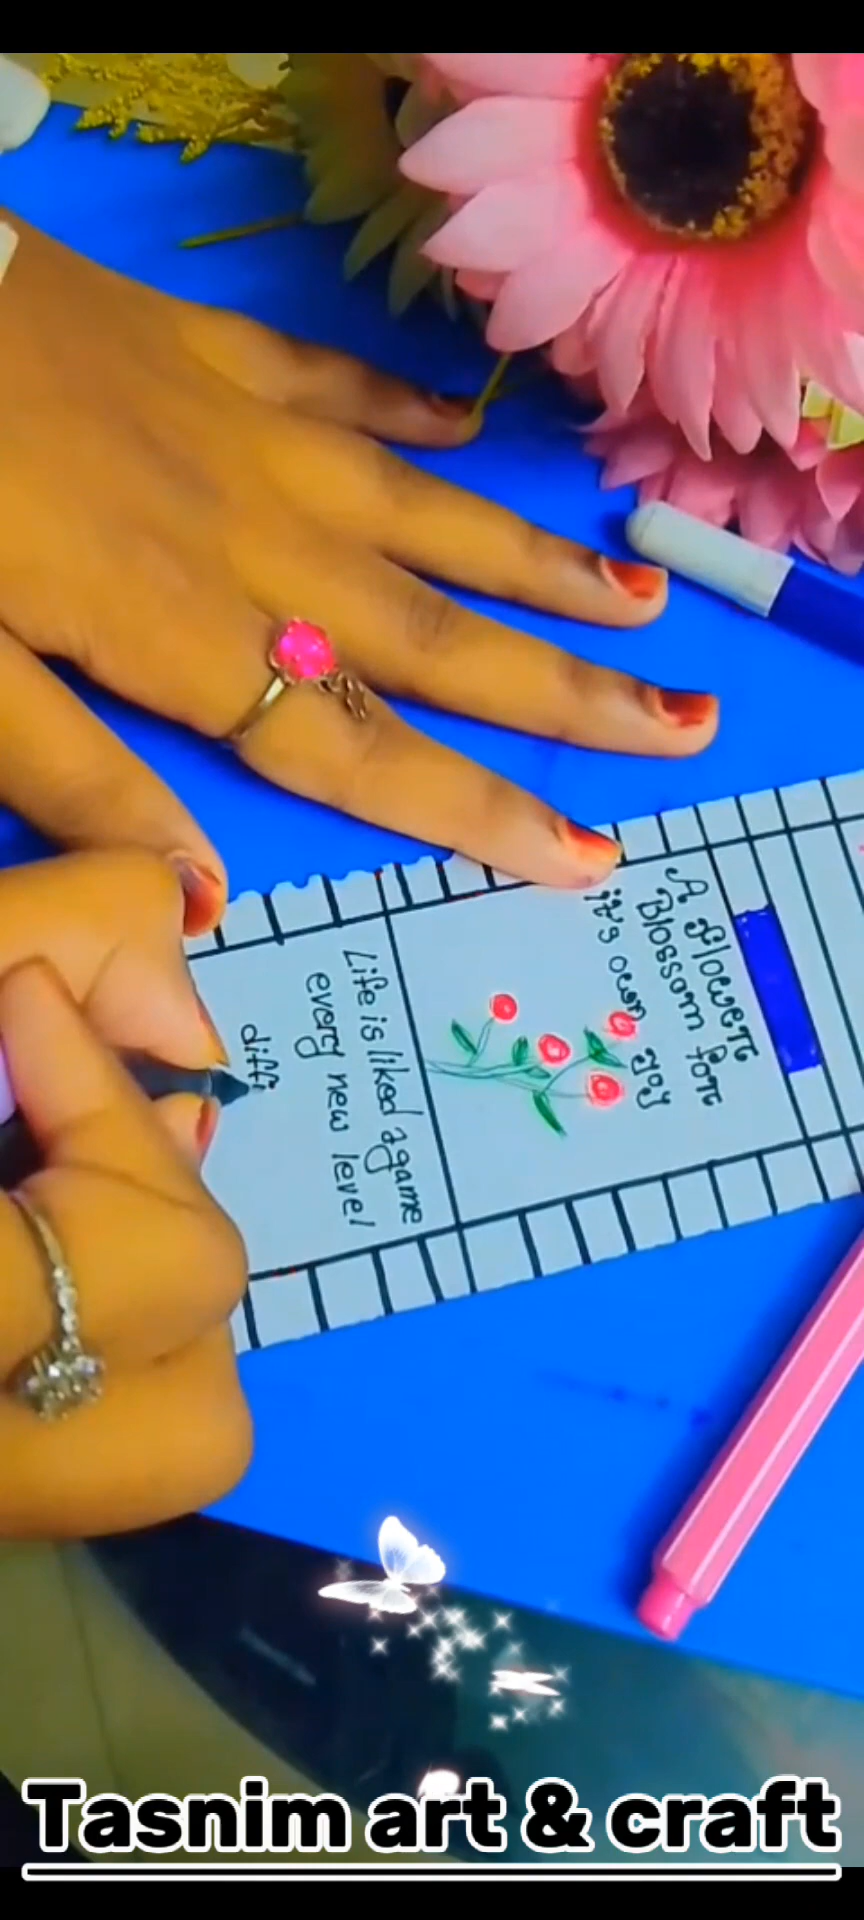 A flower
Blossom for
it's own joy
Life is liked a game
every new level
diffi
Tasnim art & craft